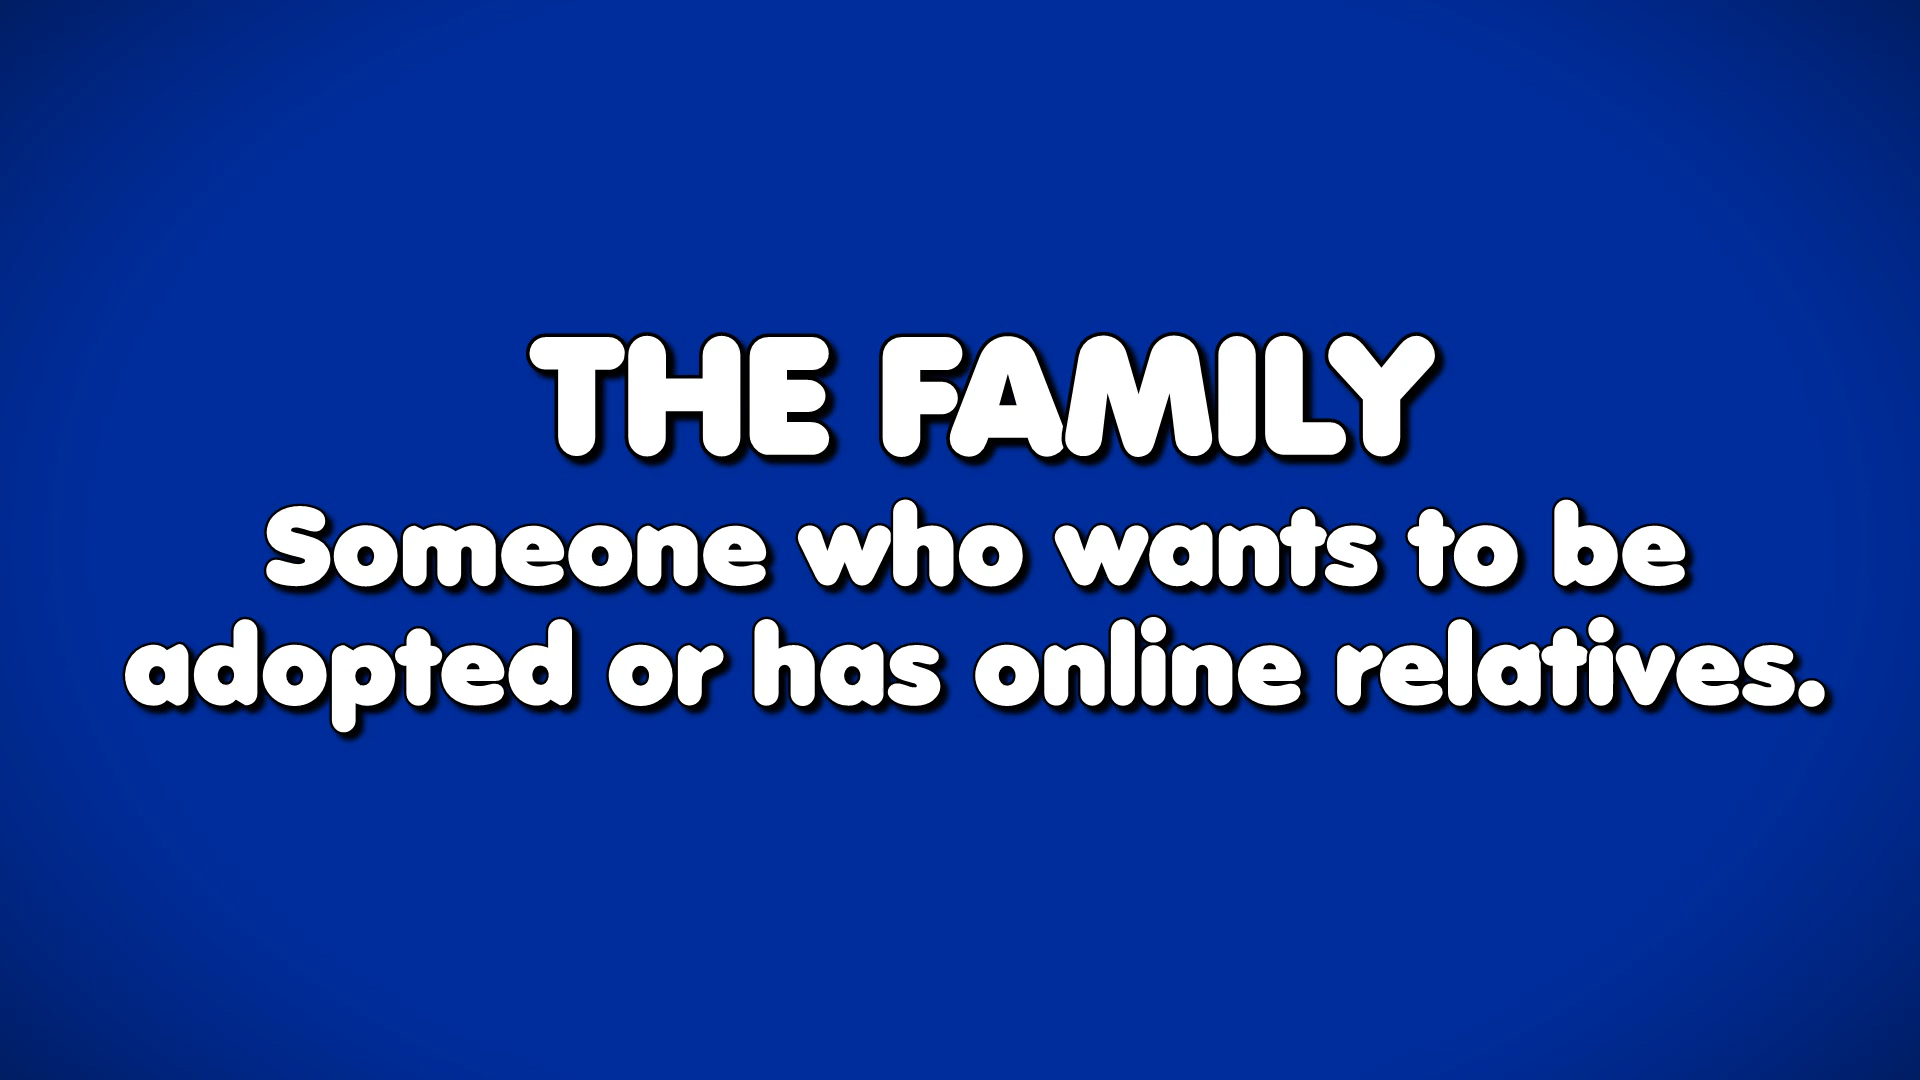 THE FAMILY
Someone who wants to be
adopted or has online relatives.